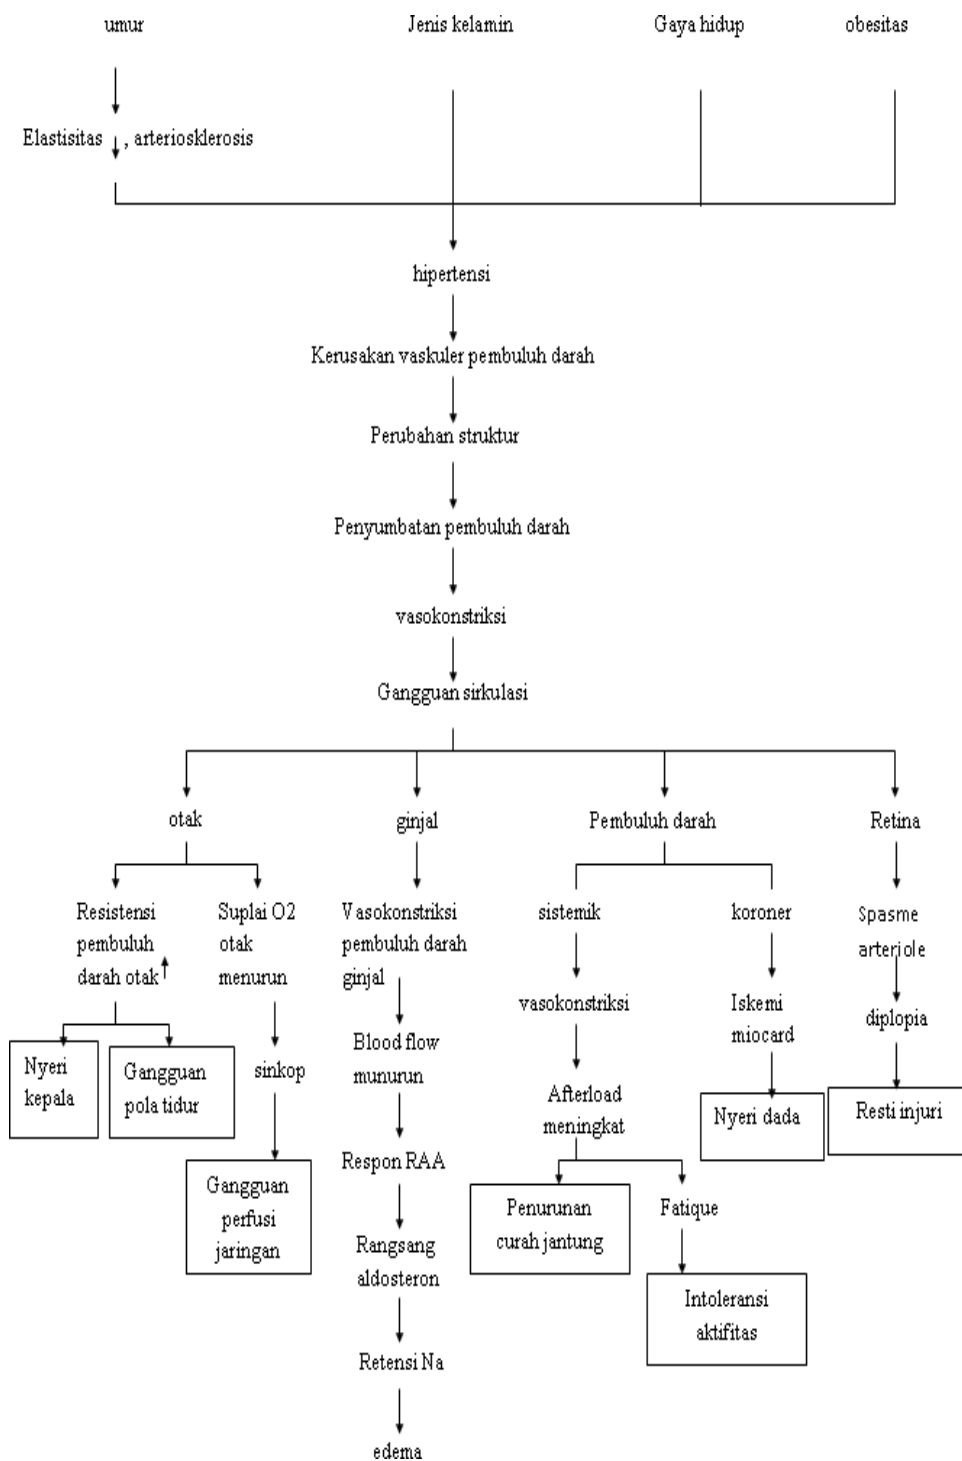 umur
Jenis kelamin
Gaya hidup
obesitas
Elastisitas , arteriosklerosis
hipertensi
Kerusakan vaskuler pembuluh darah
Perubahan struktur
Penyumbatan pembuluh darah
vasokonstriksi
Gangguan sirkulasi
otak
ginjal
Pembuluh darah
Retina
Resistensi
pembuluh
darah otak
Suplai O2
otak
menurun
Vasokonstriksi
pembuluh darah
ginjal
sistemik
koroner
Spasme
arteriole
vasokonstriksi
Iskemi
miocard
diplopia
Nyeri
kepala
Gangguan
pola tidur
sinkop
Blood flow
munurun
Afterload
meningkat
Nyeri dada
Resti injuri
Gangguan
perfusi
jaringan
Respon RAA
Penurunan
curah jantung
Fatique
Rangsang
aldosteron
Intoleransi
aktifitas
Retensi Na
edema